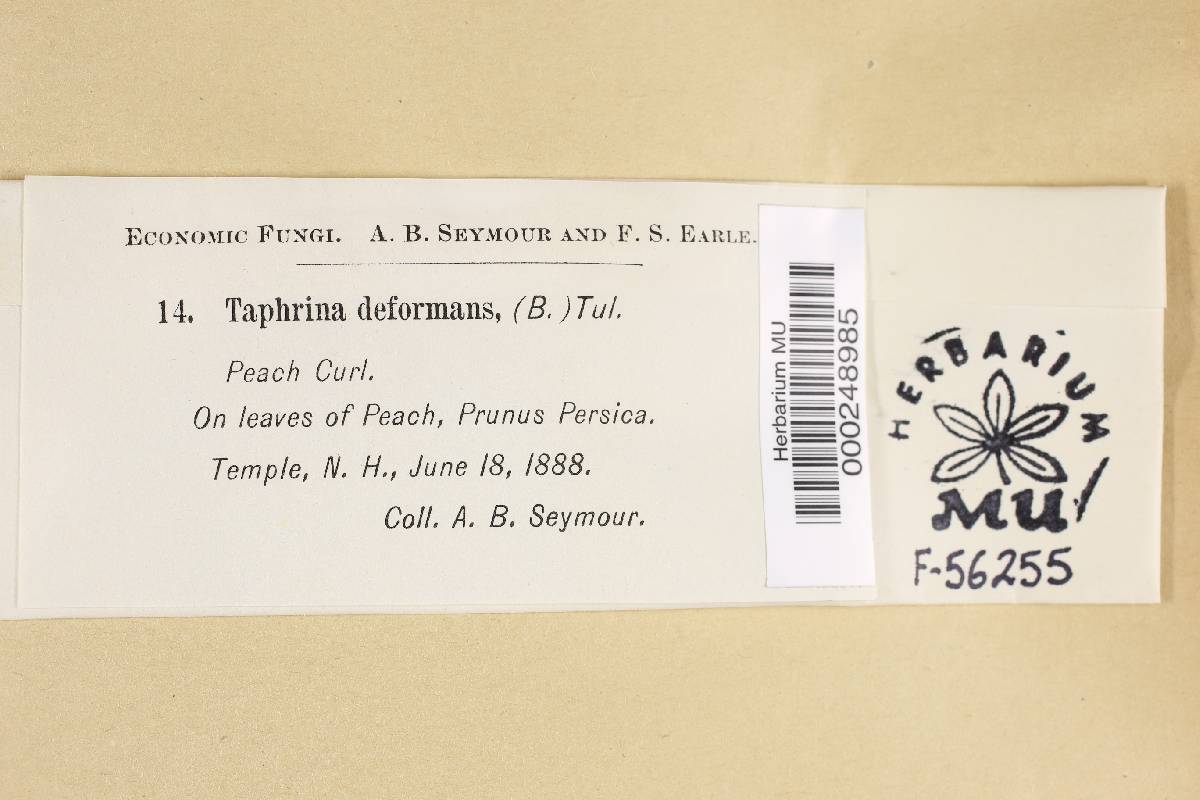 ECONOMIC FUNGI. A. B. SEYMOUR AND F. S. EARLE.
14. Taphrina deformans, (B.) Tul.
Peach Curl.
On leaves of Peach, Prunus Persica.
Temple, N. H., June 18, 1888.
Coll. A. B. Seymour.
Herbarium MU
000248985
HERBARIUM
MU
F-56255